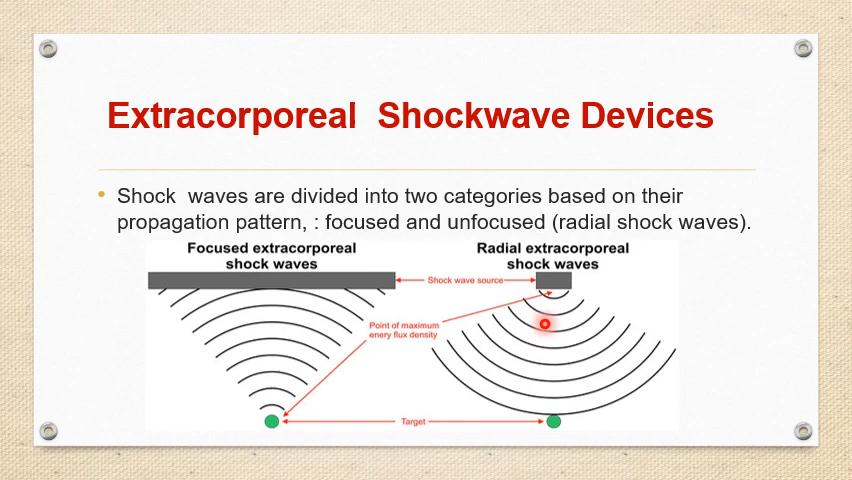 Extracorporeal  Shockwave Devices
• Shock  waves are divided into two categories based on their
propagation pattern, : focused and unfocused (radial shock waves).
Focused extracorporeal
shock waves
Radial extracorporeal
shock waves
Shock wave source
Point of maximum
enery flux density
Target